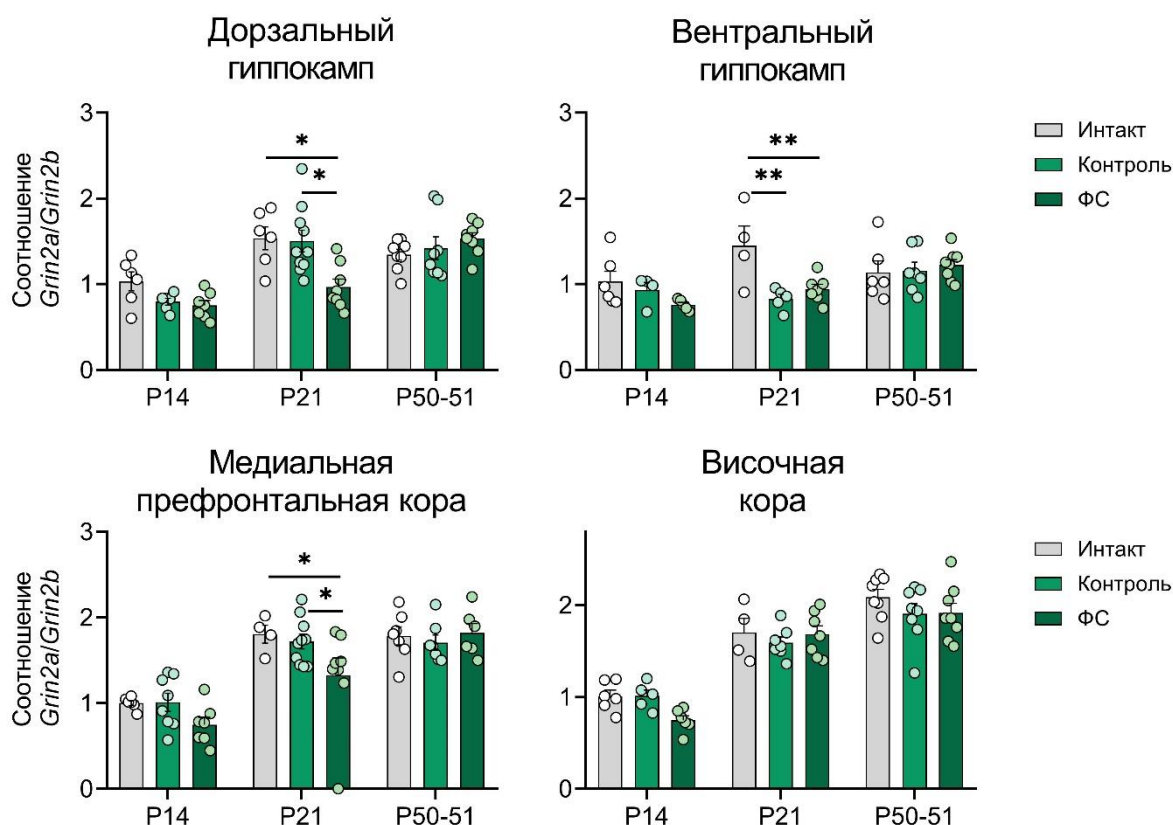 Дорзальный
гиппокамп
Соотношение
Grin2a/Grin2b
3
2
1
0
*
*
P14
P21
P50-51
Вентральный
гиппокамп
3
2
1
0
**
**
P14
P21
P50-51
Интакт
Контроль
ФС
Медиальная
префронтальная кора
Соотношение
Grin2a/Grin2b
3
2
1
0
*
*
P14
P21
P50-51
Височная
кора
2
1
0
P14
P21
P50-51
Интакт
Контроль
ФС